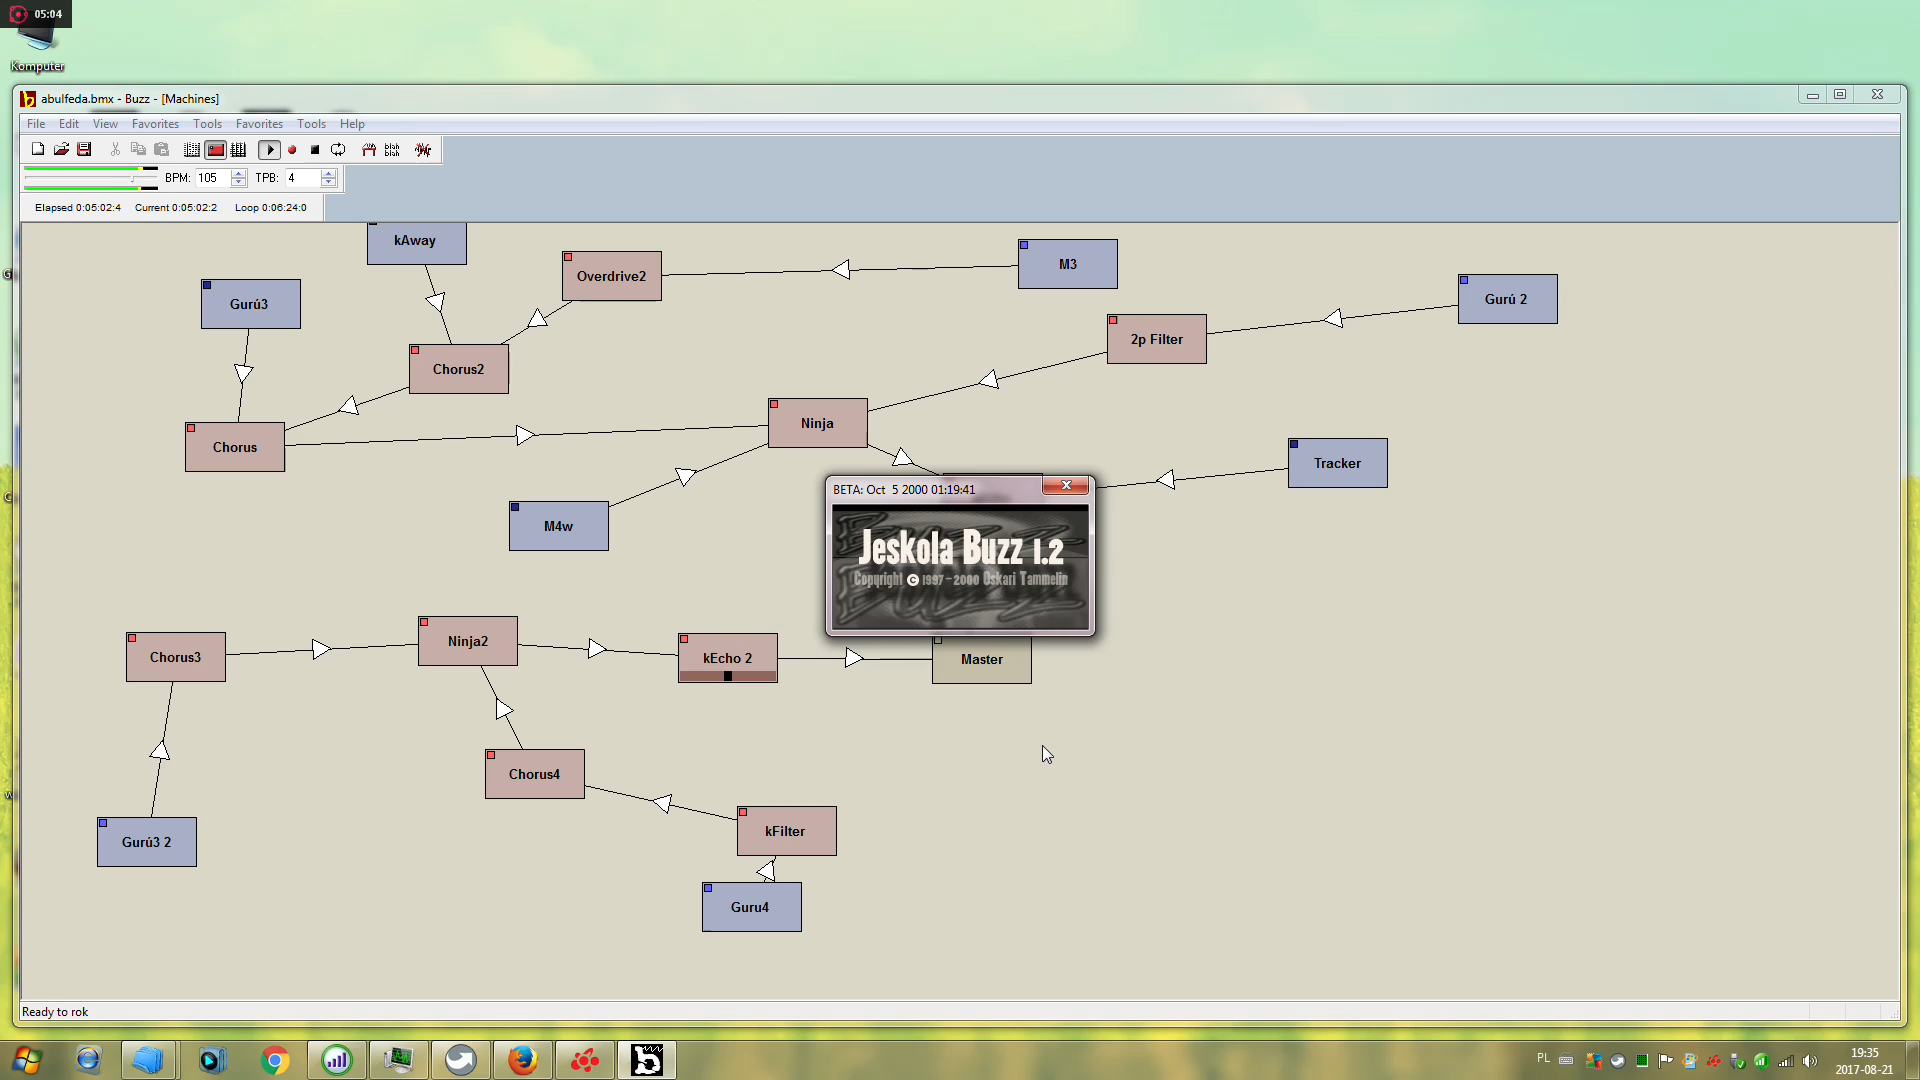 05:04
Komputer
abulfeda.bmx - Buzz - [Machines]
File Edit View Favorites Tools Favorites Tools Help
blah
blah
BPM: 105 TPB: 4
Elapsed 0:05:02:4 Current 0:05:02:2 Loop 0:06:24:0
kAway
Overdrive2
M3
Gurú3
Gurú 2
2p Filter
Chorus2
Ninja
Chorus
Tracker
M4w
BETA: Oct 5 2000 01:19:41
Jeskola Buzz 1.2
Copyright © 1997-2000 Oskari Tammelin
Ninja2
Chorus3
kEcho 2
Master
Chorus4
kFilter
Gurú3 2
Guru4
Ready to rok
PL
19:35
2017-08-21